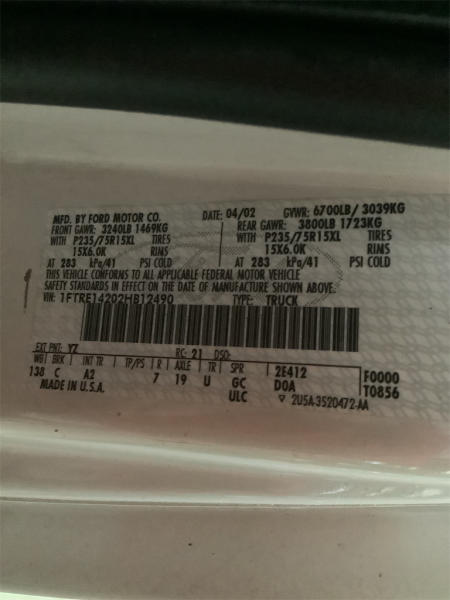 MFD. BY FORD MOTOR CO. DATE: 04/02 GVWR: 6700LB/ 3039KG
FRONT GAWR: 3240LB 1469KG REAR GAWR: 3800LB 1723KG
WITH P235/75R15XL TIRES WITH P235/75R15XL TIRES
15X6.0K RIMS 15X6.0K RIMS
AT 283 kPa/41 PSI COLD AT 283 kPa/41 PSI COLD
THIS VEHICLE CONFORMS TO ALL APPLICABLE FEDERAL MOTOR VEHICLE
SAFETY STANDARDS IN EFFECT ON THE DATE OF MANUFACTURE SHOWN ABOVE.
VIN: 1FTRE14202HB12490 TYPE: TRUCK
EXT PNT: YZ RC: 21 DSO:
WB BRK INT TR TP/PS R AXLE TR SPR 2E412 F0000
138 C A2 7 19 U GC DOA T0856
MADE IN U.S.A. ULC ▽ 2U5A-3520472-AA